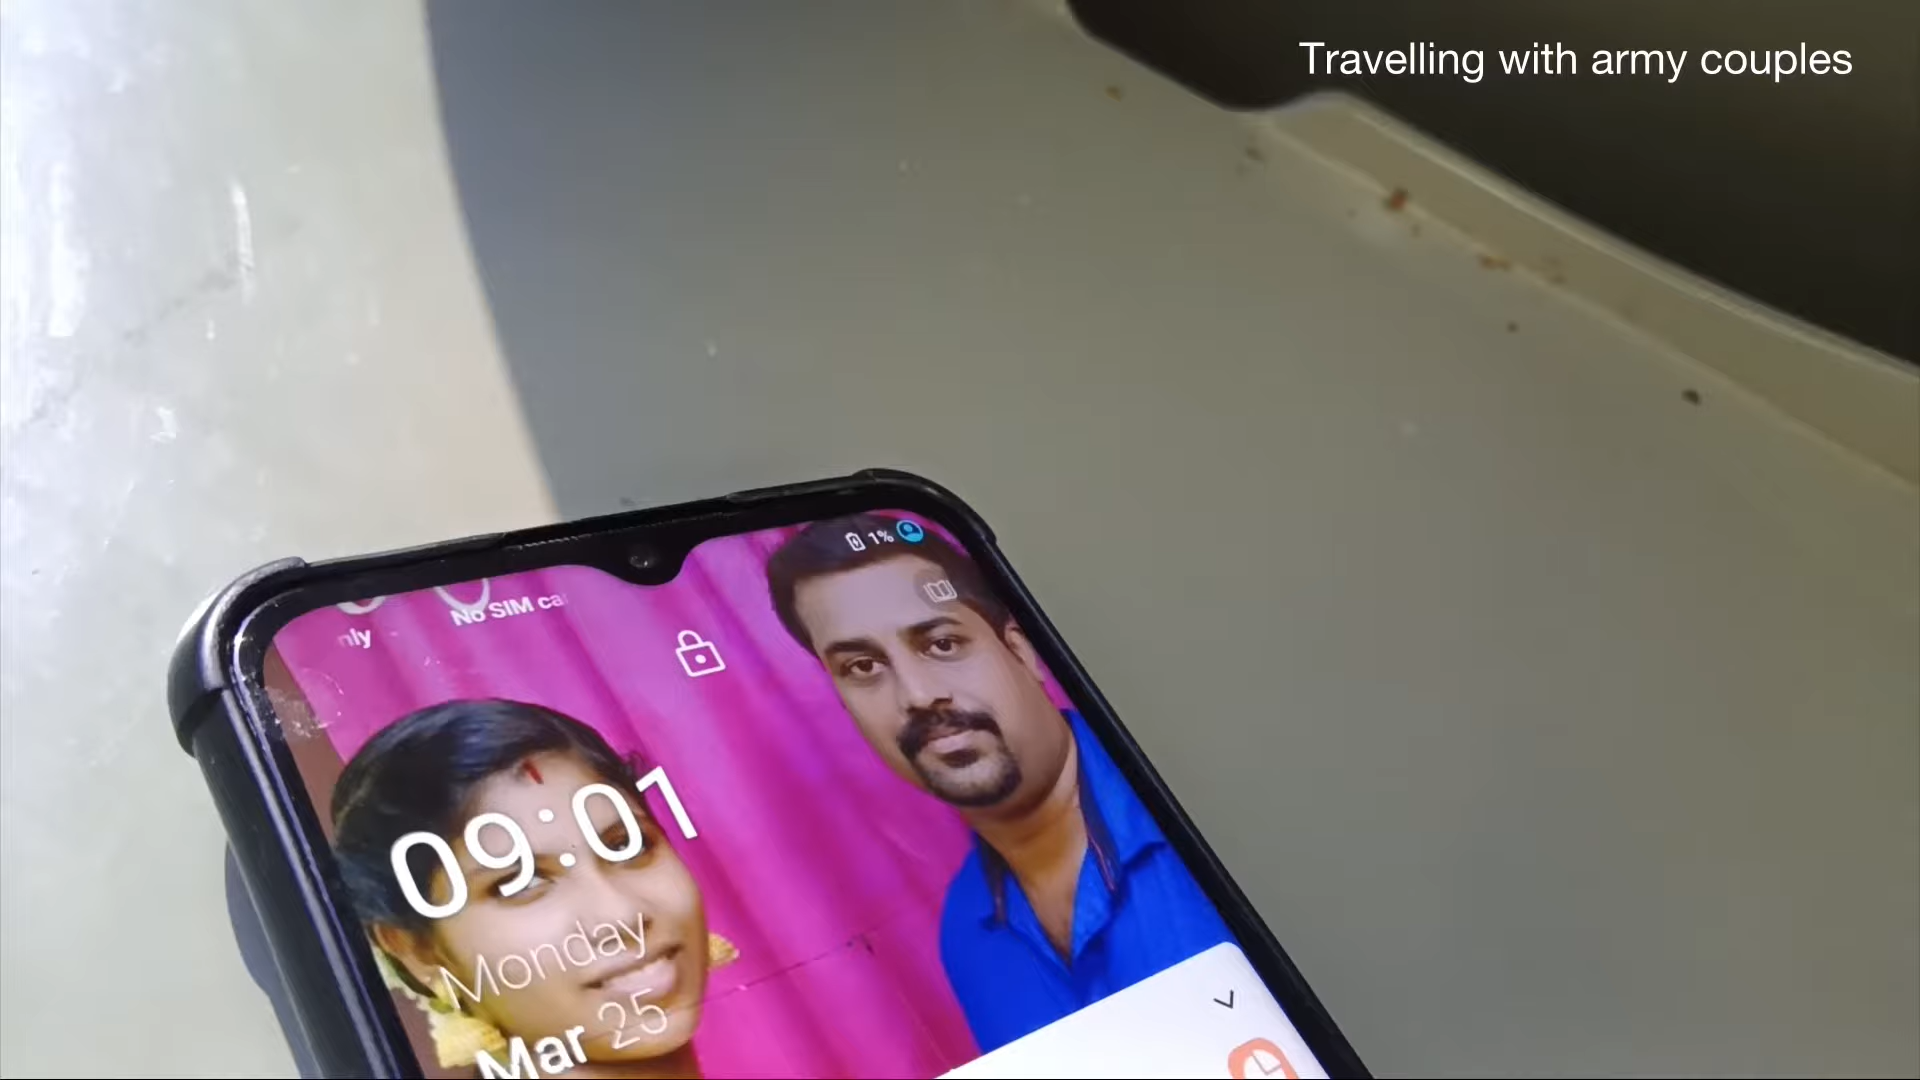 Travelling with army couples
1%
nly
No SIM ca
09:01
Monday
Mar 25